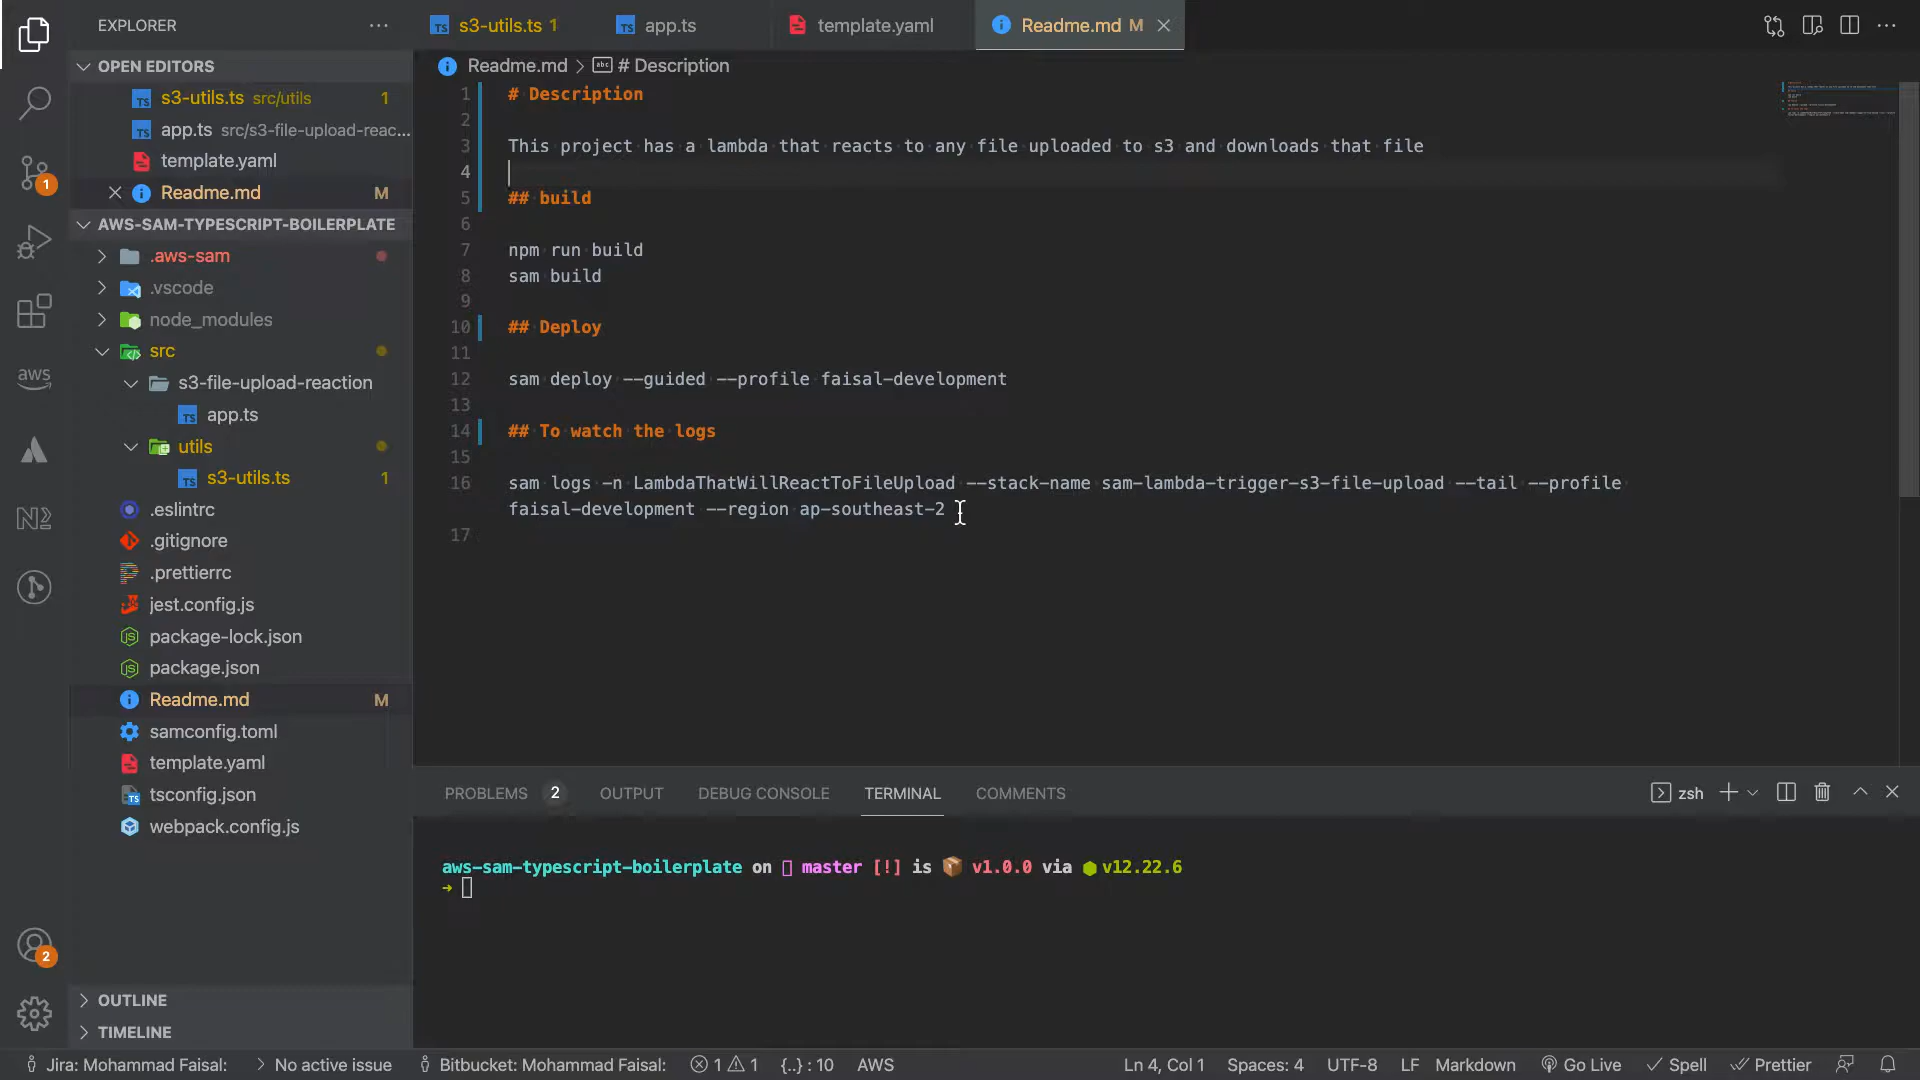 EXPLORER
OPEN EDITORS
s3-utils.ts src/utils 1
app.ts src/s3-file-upload-reac...
template.yaml
Readme.md M
AWS-SAM-TYPESCRIPT-BOILERPLATE
.aws-sam
.vscode
node_modules
src
s3-file-upload-reaction
app.ts
utils
s3-utils.ts 1
.eslintrc
.gitignore
.prettierrc
jest.config.js
package-lock.json
package.json
Readme.md M
samconfig.toml
template.yaml
tsconfig.json
webpack.config.js
OUTLINE
TIMELINE
1
aws
2
s3-utils.ts 1
app.ts
template.yaml
Readme.md M
Readme.md > # Description
1 # Description
2
3 This project has a lambda that reacts to any file uploaded to s3 and downloads that file
4
5 ## build
6
7 npm run build
8 sam build
9
10 ## Deploy
11
12 sam deploy --guided --profile faisal-development
13
14 ## To watch the logs
15
16 sam logs -n LambdaThatWillReactToFileUpload --stack-name sam-lambda-trigger-s3-file-upload --tail --profile
faisal-development --region ap-southeast-2
17
PROBLEMS 2 OUTPUT DEBUG CONSOLE TERMINAL COMMENTS
zsh
aws-sam-typescript-boilerplate on master [!] is 📦 v1.0.0 via v12.22.6
→
Jira: Mohammad Faisal: > No active issue Bitbucket: Mohammad Faisal: 1 1 {..} : 10 AWS
Ln 4, Col 1 Spaces: 4 UTF-8 LF Markdown Go Live Spell Prettier